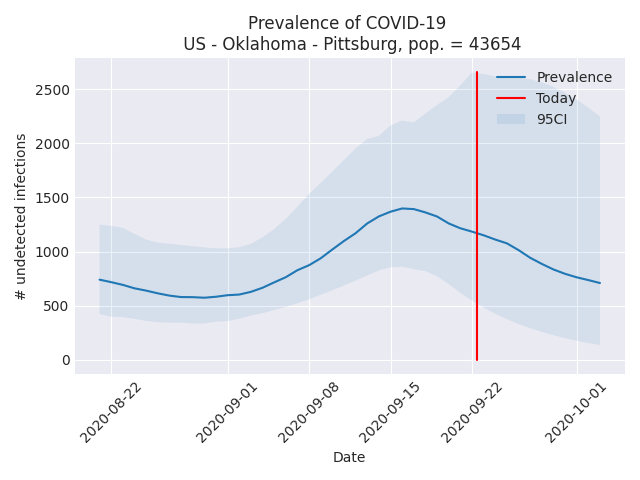 Prevalence of COVID-19
US - Oklahoma - Pittsburg, pop. = 43654
Prevalence
Today
95CI
2500
2000
1500
1000
500
0
# undetected infections
2020-08-22
2020-09-01
2020-09-08
2020-09-15
2020-09-22
2020-10-01
Date